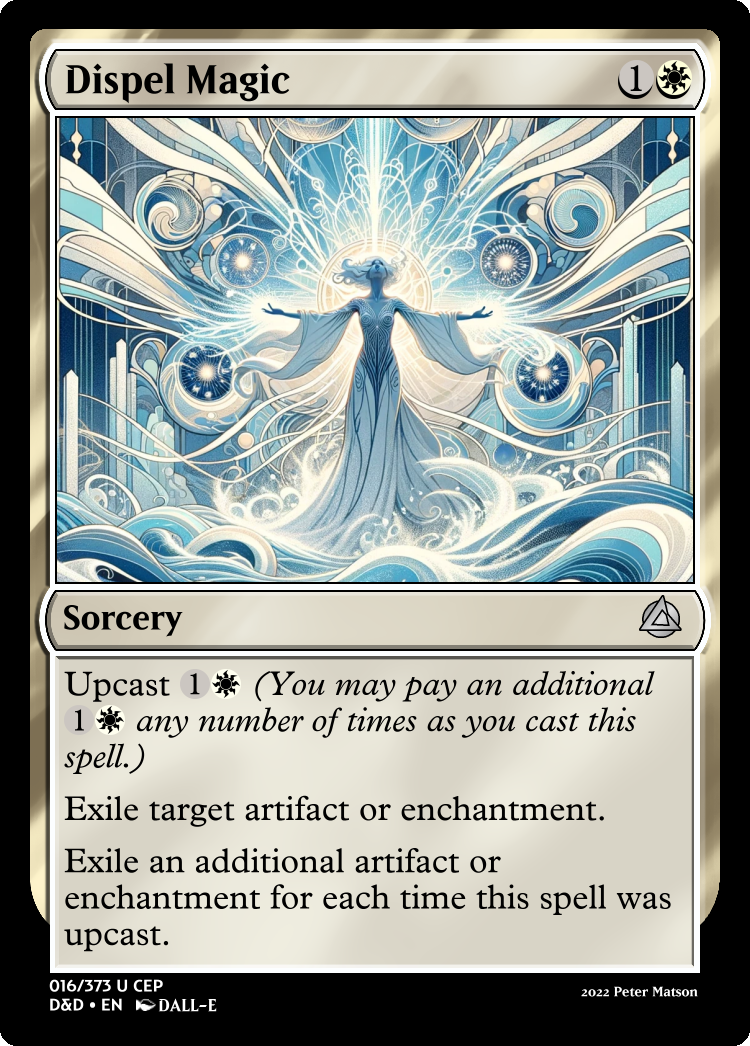 Dispel Magic 1
Sorcery
Upcast 1 (You may pay an additional
1 any number of times as you cast this
spell.)
Exile target artifact or enchantment.
Exile an additional artifact or
enchantment for each time this spell was
upcast.
016/373 U CEP
D&D • EN DALL-E
2022 Peter Matson